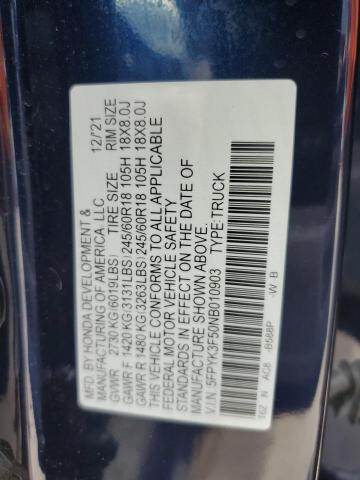 MFD BY HONDA DEVELOPMENT &
MANUFACTURING OF AMERICA, LLC 12/21
GVWR 2730 KG(6019LBS) TIRE SIZE RIM SIZE
GAWR F 1420 KG(3131LBS) 245/60R18 105H 18X8.0J
GAWR R 1480 KG(3263LBS) 245/60R18 105H 18X8.0J
THIS VEHICLE CONFORMS TO ALL APPLICABLE
FEDERAL MOTOR VEHICLE SAFETY
STANDARDS IN EFFECT ON THE DATE OF
MANUFACTURE SHOWN ABOVE.
V.I.N. 5FPYK3F50NB010903 TYPE:TRUCK
T6Z N AC6 -B588P -W B